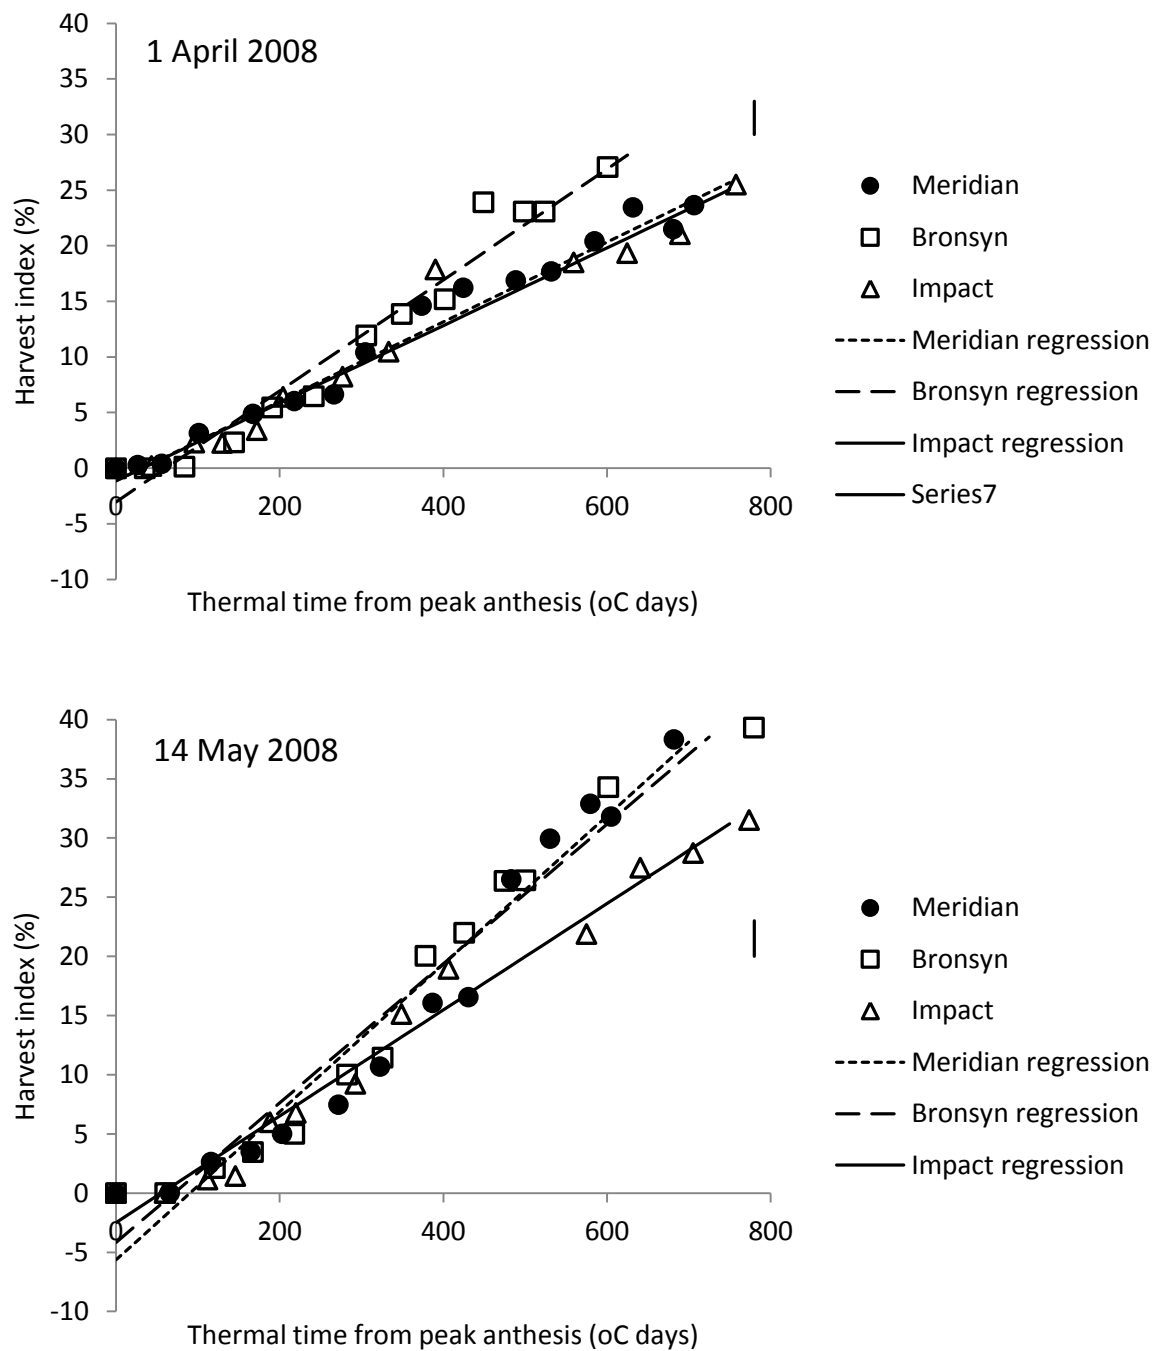 40
1 April 2008
35
30
25
20
15
10
5
0
-5
-10
0 200 400 600 800
Harvest index (%)
Thermal time from peak anthesis (oC days)
Meridian
Bronsyn
Impact
Meridian regression
Bronsyn regression
Impact regression
Series7
40
14 May 2008
35
30
25
20
15
10
5
0
-5
-10
0 200 400 600 800
Harvest index (%)
Thermal time from peak anthesis (oC days)
Meridian
Bronsyn
Impact
Meridian regression
Bronsyn regression
Impact regression